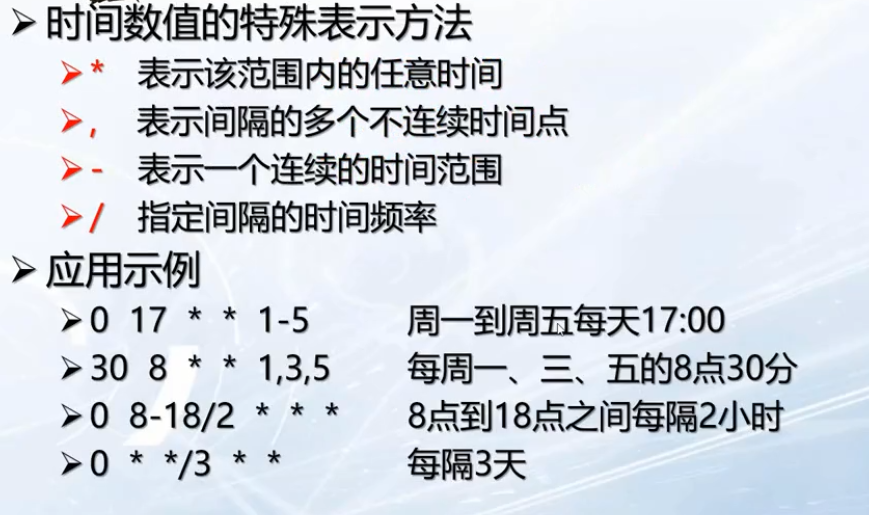 时间数值的特殊表示方法
* 表示该范围内的任意时间
, 表示间隔的多个不连续时间点
- 表示一个连续的时间范围
/ 指定间隔的时间频率
应用示例
0 17 * * 1-5 周一到周五每天17:00
30 8 * * 1,3,5 每周一、三、五的8点30分
0 8-18/2 * * * 8点到18点之间每隔2小时
0 * */3 * * 每隔3天